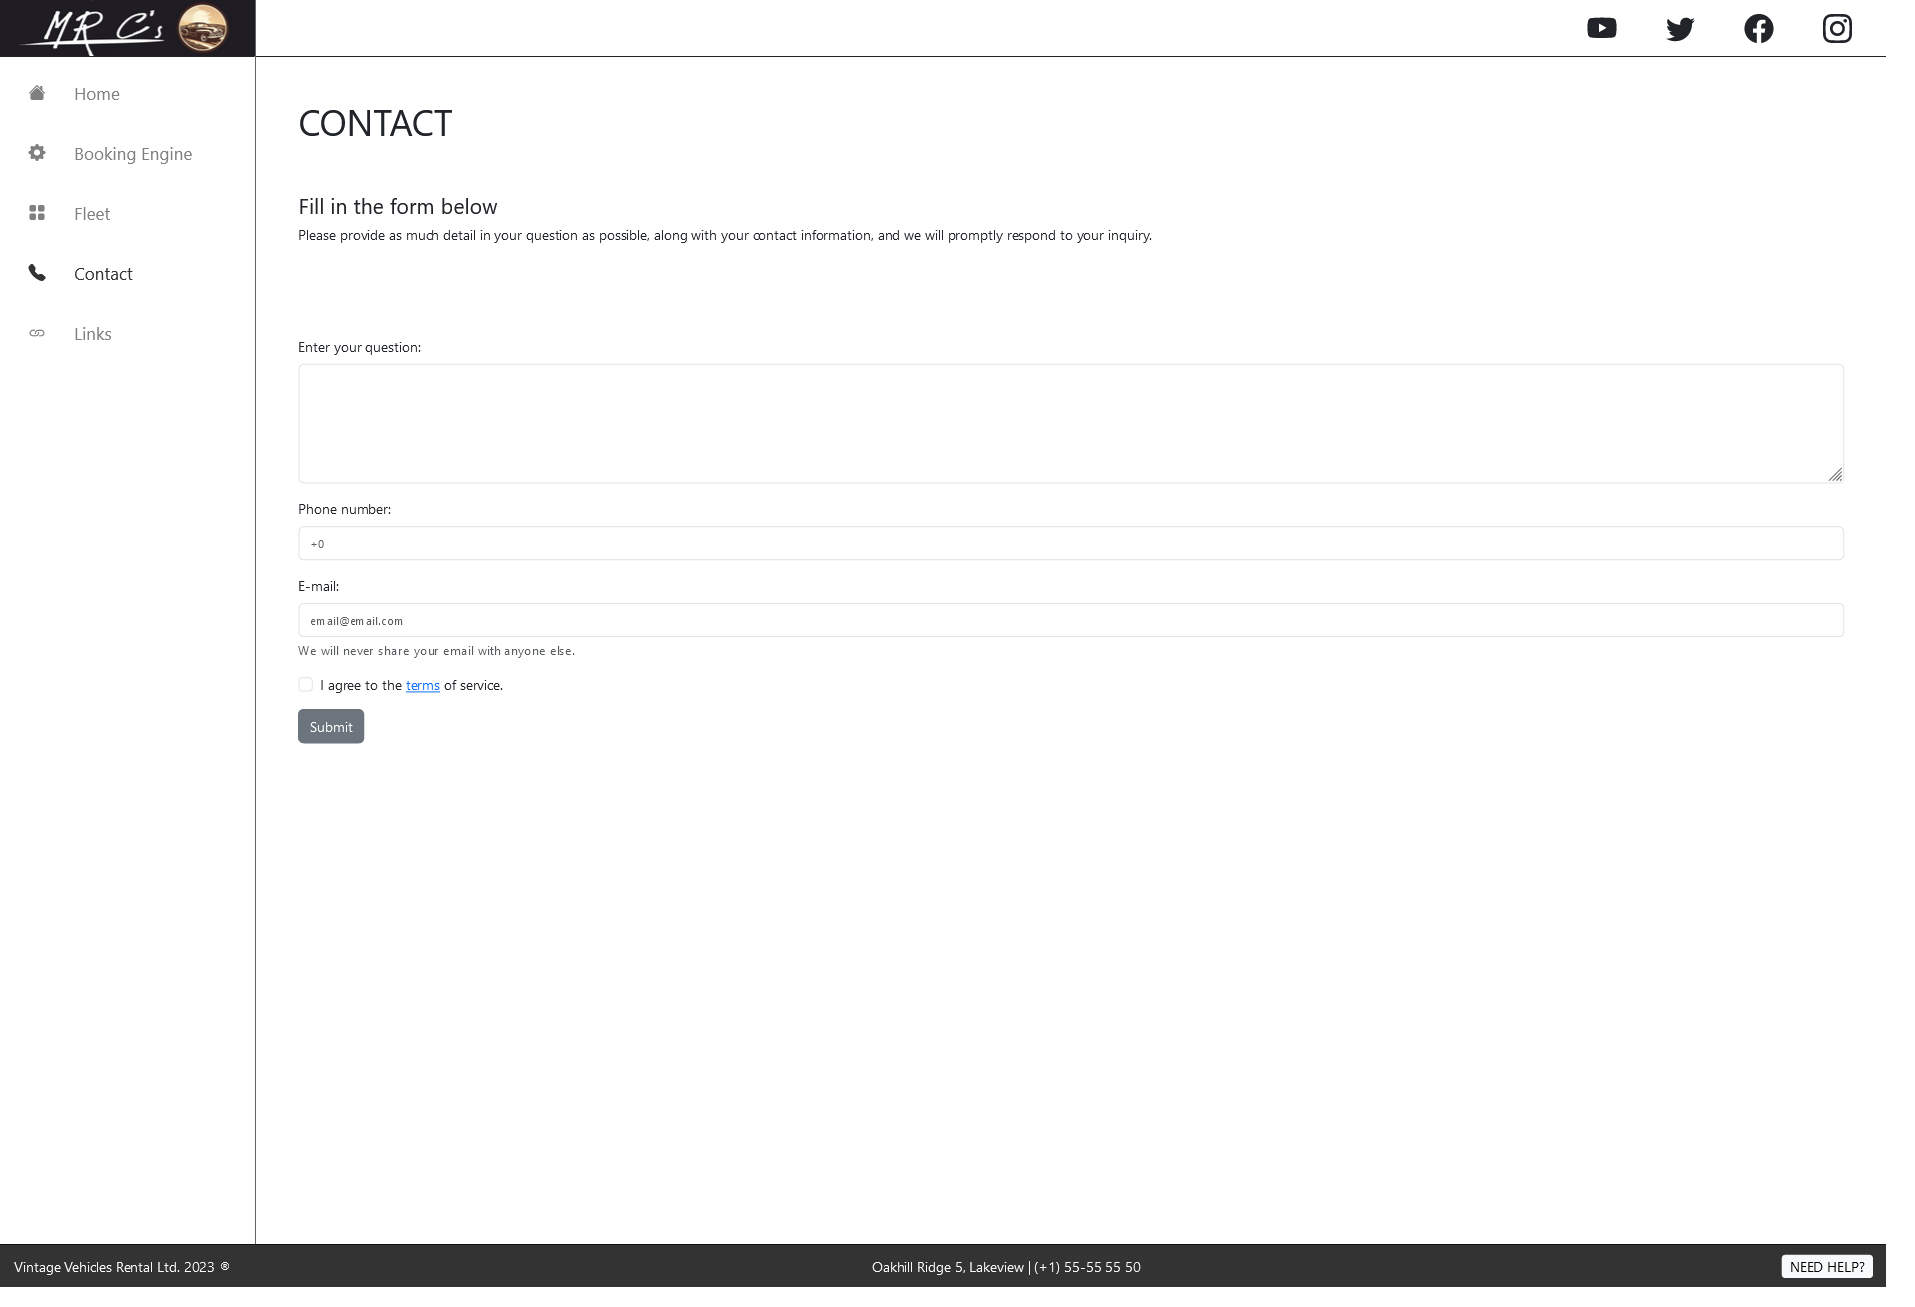 MR C's
Home
Booking Engine
Fleet
Contact
Links
CONTACT
Fill in the form below
Please provide as much detail in your question as possible, along with your contact information, and we will promptly respond to your inquiry.
Enter your question:
Phone number:
+0
E-mail:
email@email.com
We will never share your email with anyone else.
I agree to the terms of service.
Submit
Vintage Vehicles Rental Ltd. 2023 ®
Oakhill Ridge 5, Lakeview | (+1) 55-55 55 50
NEED HELP?